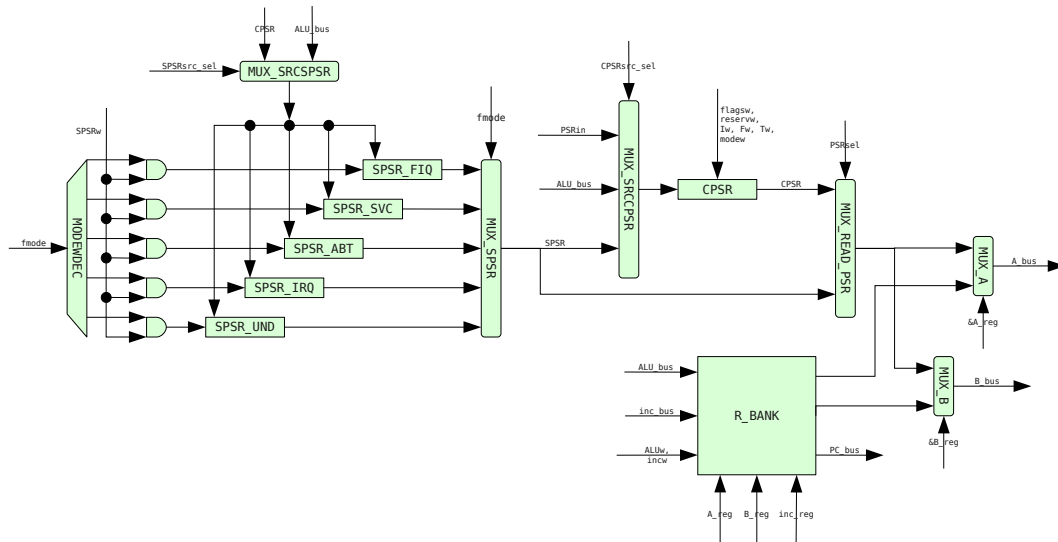 CPSR
ALU_bus
SPSRsrc_sel
MUX_SRCSPSR
SPSRw
fmode
MODEWDEC
fmode
SPSR_FIQ
SPSR_SVC
SPSR_ABT
SPSR_IRQ
SPSR_UND
MUX_SPSR
CPSRsrc_sel
PSRin
ALU_bus
SPSR
MUX_SRCCPSR
flagsw,
reservw,
Iw, Fw, Tw,
modew
CPSR
CPSR
PSRsel
MUX_READ_PSR
MUX_A
A_bus
&A_reg
MUX_B
B_bus
&B_reg
ALU_bus
inc_bus
ALUw,
incw
R_BANK
PC_bus
A_reg
B_reg
inc_reg